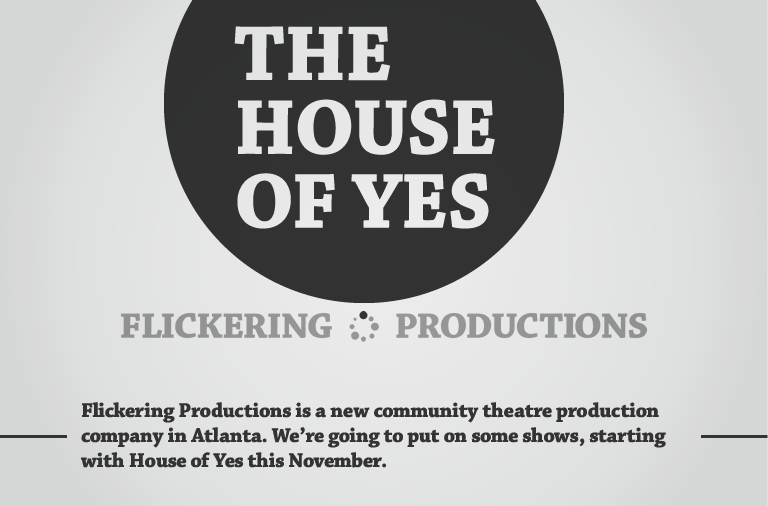 THE
HOUSE
OF YES
FLICKERING PRODUCTIONS
Flickering Productions is a new community theatre production
company in Atlanta. We’re going to put on some shows, starting
with House of Yes this November.